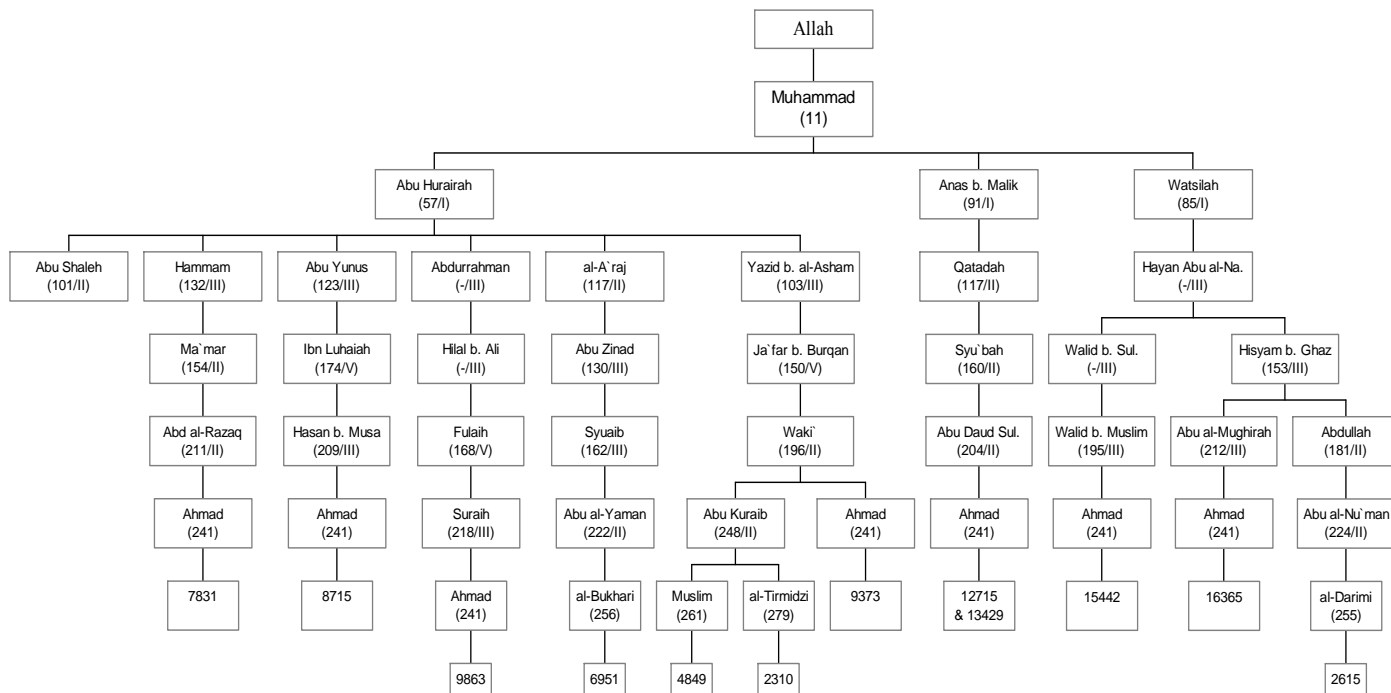 Allah
Muhammad
(11)
Abu Hurairah
(57/I)
Anas b. Malik
(91/I)
Watsilah
(85/I)
Abu Shaleh
(101/II)
Hammam
(132/III)
Abu Yunus
(123/III)
Abdurrahman
(-/III)
al-A`raj
(117/II)
Yazid b. al-Asham
(103/III)
Qatadah
(117/II)
Hayan Abu al-Na.
(-/III)
Ma`mar
(154/II)
Ibn Luhaiah
(174/V)
Hilal b. Ali
(-/III)
Abu Zinad
(130/III)
Ja`far b. Burqan
(150/V)
Syu`bah
(160/II)
Walid b. Sul.
(-/III)
Hisyam b. Ghaz
(153/III)
Abd al-Razaq
(211/II)
Hasan b. Musa
(209/III)
Fulaih
(168/V)
Syuaib
(162/III)
Waki`
(196/II)
Abu Daud Sul.
(204/II)
Walid b. Muslim
(195/III)
Abu al-Mughirah
(212/III)
Abdullah
(181/II)
Ahmad
(241)
Ahmad
(241)
Suraih
(218/III)
Abu al-Yaman
(222/II)
Abu Kuraib
(248/II)
Ahmad
(241)
Ahmad
(241)
Ahmad
(241)
Ahmad
(241)
Abu al-Nu`man
(224/II)
7831
8715
Ahmad
(241)
al-Bukhari
(256)
Muslim
(261)
al-Tirmidzi
(279)
9373
12715
& 13429
15442
16365
al-Darimi
(255)
9863
6951
4849
2310
2615